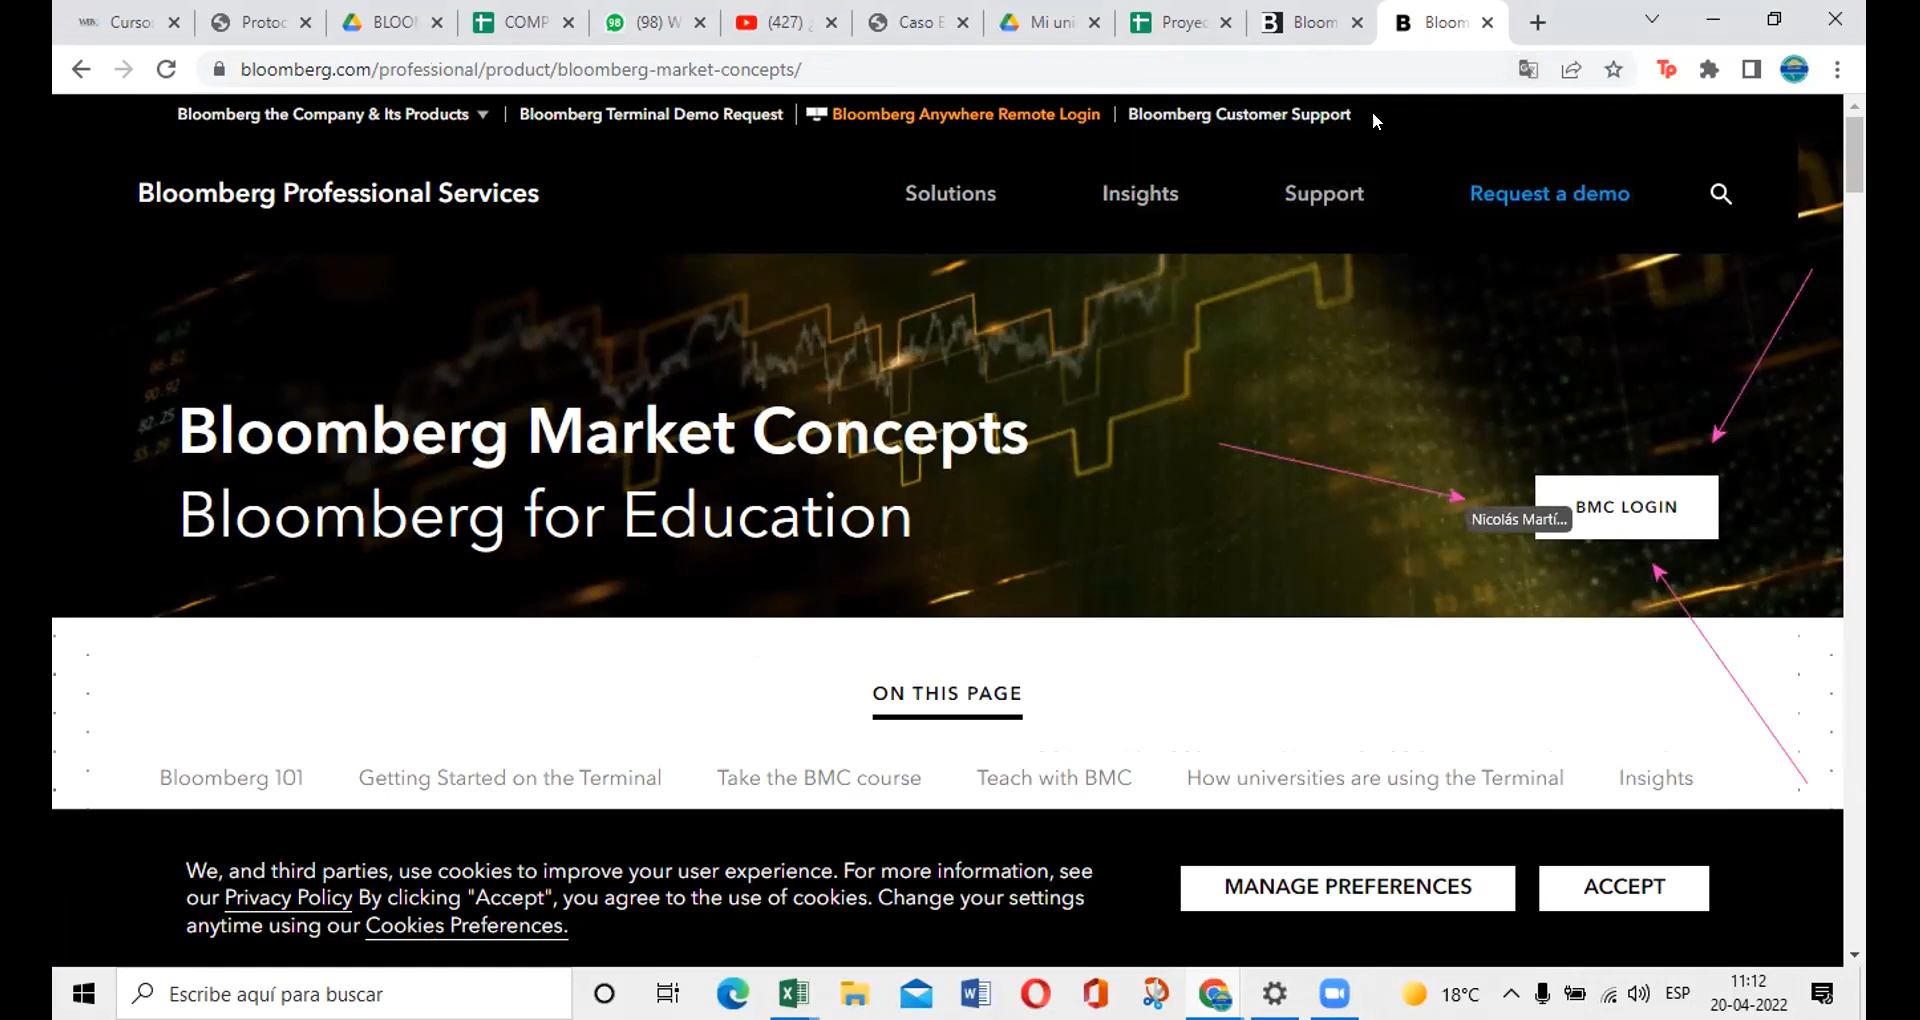 Curso
Protoc
BLOO
COMP
(98) W
(427) ¿
Caso E
Mi uni
Proyec
Bloom
Bloom
bloomberg.com/professional/product/bloomberg-market-concepts/
Bloomberg the Company & Its Products
Bloomberg Terminal Demo Request
Bloomberg Anywhere Remote Login
Bloomberg Customer Support
Bloomberg Professional Services
Solutions
Insights
Support
Request a demo
Bloomberg Market Concepts
Bloomberg for Education
BMC LOGIN
Nicolás Martí...
ON THIS PAGE
Bloomberg 101
Getting Started on the Terminal
Take the BMC course
Teach with BMC
How universities are using the Terminal
Insights
We, and third parties, use cookies to improve your user experience. For more information, see
our Privacy Policy By clicking "Accept", you agree to the use of cookies. Change your settings
anytime using our Cookies Preferences.
MANAGE PREFERENCES
ACCEPT
Escribe aquí para buscar
18°C
ESP
11:12
20-04-2022